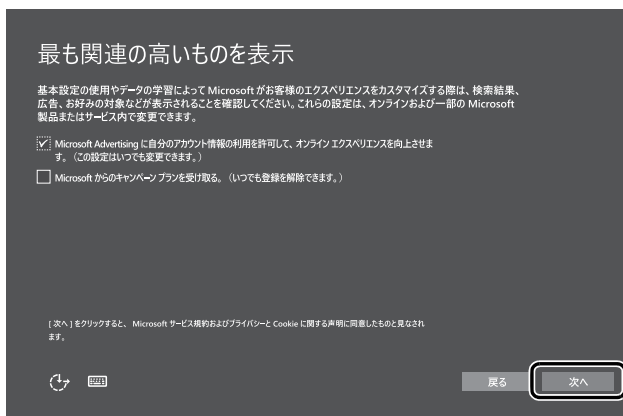 最も関連の高いものを表示
基本設定の使用やデータの学習によって Microsoft がお客様のエクスペリエンスをカスタマイズする際は、検索結果、
広告、お好みの対象などが表示されることを確認してください。これらの設定は、オンラインおよび一部の Microsoft
製品またはサービス内で変更できます。
Microsoft Advertising に自分のアカウント情報の利用を許可して、オンライン エクスペリエンスを向上させま
す。（この設定はいつでも変更できます。）
Microsoft からのキャンペーン プランを受け取る。（いつでも登録を解除できます。）
[ 次へ ] をクリックすると、 Microsoft サービス規約およびプライバシーと Cookie に関する声明に同意したものと見なされ
ます。
戻る 次へ